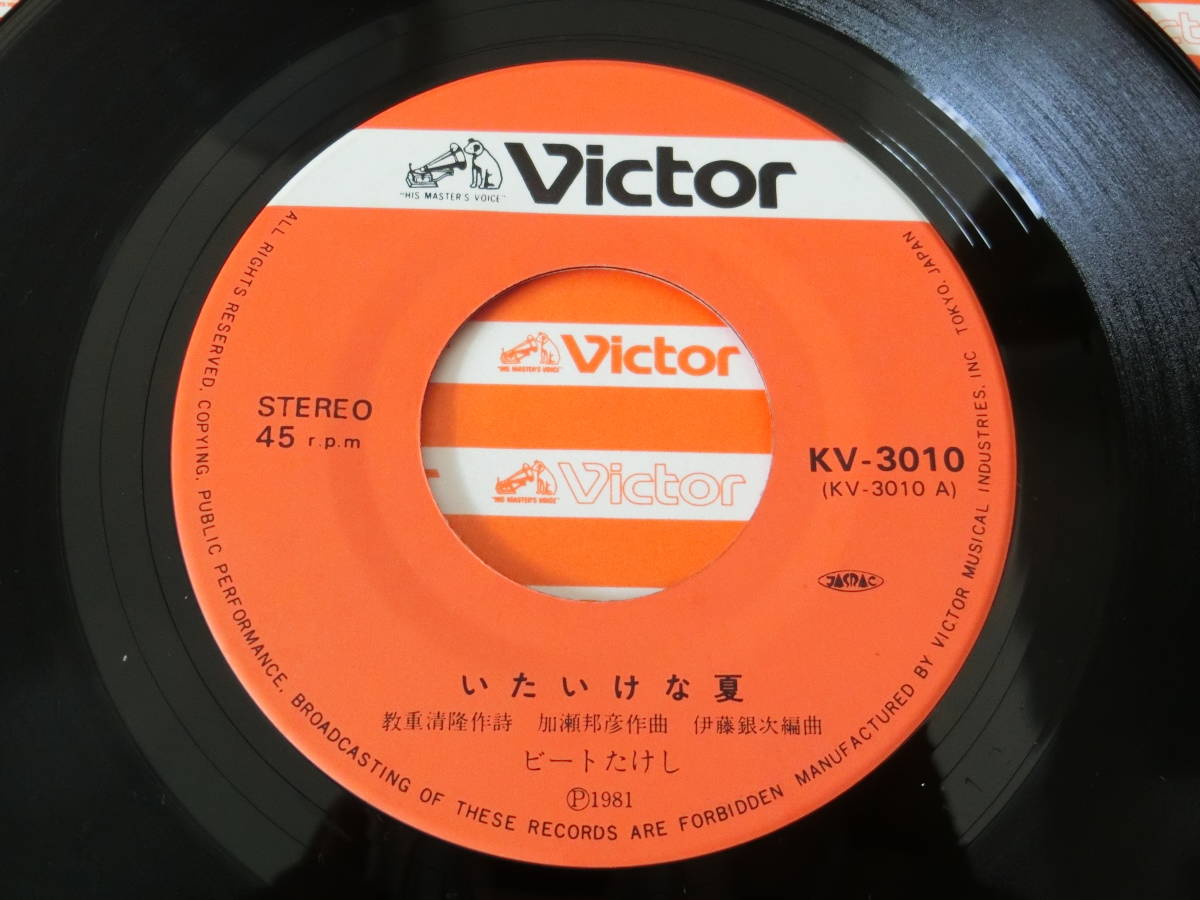 "HIS MASTER'S VOICE"
Victor
ALL RIGHTS RESERVED. COPYING, PUBLIC PERFORMANCE, BROADCASTING OF THESE RECORDS ARE FORBIDDEN MANUFACTURED BY VICTOR MUSICAL INDUSTRIES, INC TOKYO, JAPAN
"HIS MASTER'S VOICE"
Victor
STEREO
45 r.p.m
KV-3010
(KV-3010 A)
"HIS MASTER'S VOICE"
Victor
JASRAC
いたいけな夏
教重清隆作詩 加瀬邦彦作曲 伊藤銀次編曲
ビートたけし
Ⓟ1981